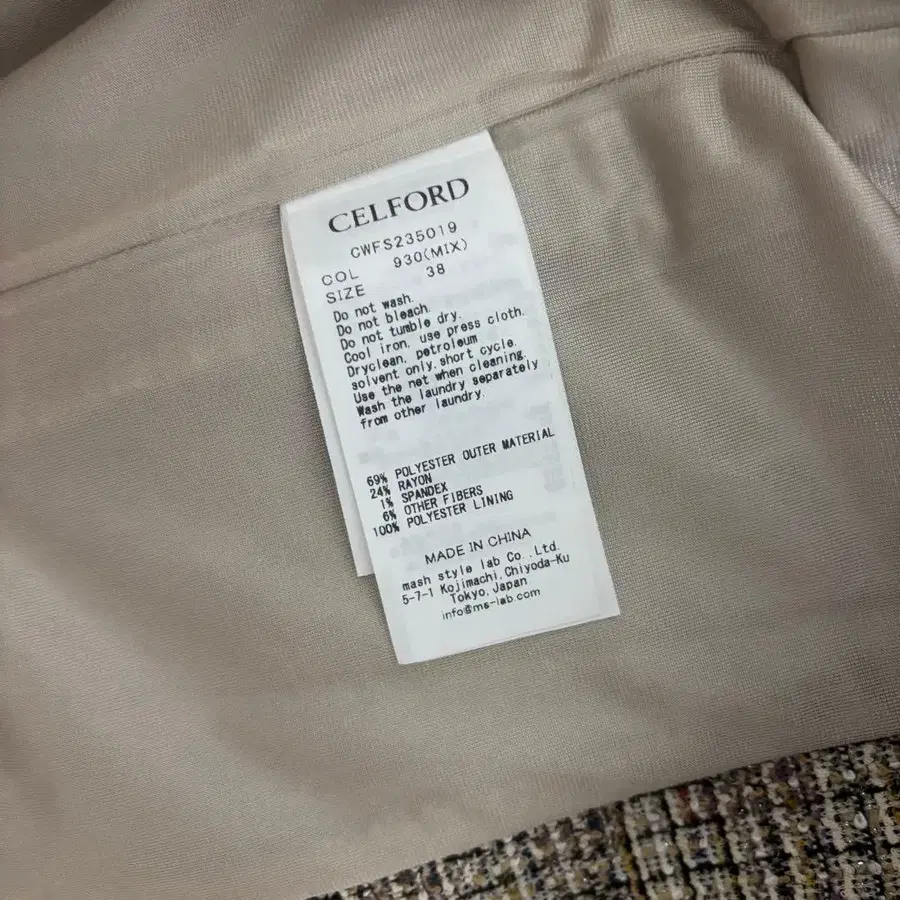 CELFORD
CWFS235019
COL 930(MIX)
SIZE 38
Do not wash.
Do not bleach.
Do not tumble dry.
Cool iron, use press cloth.
Dryclean, petroleum
solvent only,short cycle.
Use the net when cleaning.
Wash the laundry separately
from other laundry.
69% POLYESTER OUTER MATERIAL
24% RAYON
1% SPANDEX
6% OTHER FIBERS
100% POLYESTER LINING
MADE IN CHINA
mash style lab Co.,Ltd.
5-7-1 Kojimachi,Chiyoda-Ku
Tokyo,Japan
info@ms-lab.com